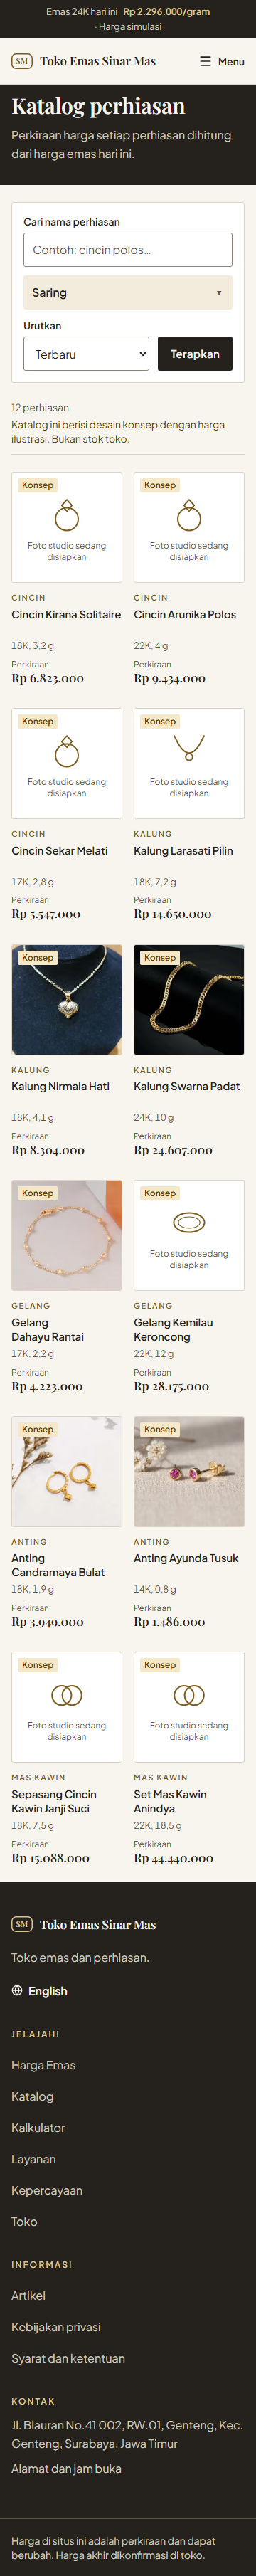 Emas 24K hari ini Rp 2.296.000/gram
· Harga simulasi
SM Toko Emas Sinar Mas Menu
Katalog perhiasan
Perkiraan harga setiap perhiasan dihitung
dari harga emas hari ini.
Cari nama perhiasan
Contoh: cincin polos...
Saring
Urutkan
Terbaru Terapkan
12 perhiasan
Katalog ini berisi desain konsep dengan harga
ilustrasi. Bukan stok toko.
Konsep
Foto studio sedang
disiapkan
CINCIN
Cincin Kirana Solitaire
18K, 3,2 g
Perkiraan
Rp 6.823.000
Konsep
Foto studio sedang
disiapkan
CINCIN
Cincin Arunika Polos
22K, 4 g
Perkiraan
Rp 9.434.000
Konsep
Foto studio sedang
disiapkan
CINCIN
Cincin Sekar Melati
17K, 2,8 g
Perkiraan
Rp 5.547.000
Konsep
Foto studio sedang
disiapkan
KALUNG
Kalung Larasati Pilin
18K, 7,2 g
Perkiraan
Rp 14.650.000
Konsep
KALUNG
Kalung Nirmala Hati
18K, 4,1 g
Perkiraan
Rp 8.304.000
Konsep
KALUNG
Kalung Swarna Padat
24K, 10 g
Perkiraan
Rp 24.607.000
Konsep
GELANG
Gelang
Dahayu Rantai
17K, 2,2 g
Perkiraan
Rp 4.223.000
Konsep
Foto studio sedang
disiapkan
GELANG
Gelang Kemilau
Keroncong
22K, 12 g
Perkiraan
Rp 28.175.000
Konsep
ANTING
Anting
Candramaya Bulat
18K, 1,9 g
Perkiraan
Rp 3.949.000
Konsep
ANTING
Anting Ayunda Tusuk
14K, 0,8 g
Perkiraan
Rp 1.486.000
Konsep
Foto studio sedang
disiapkan
MAS KAWIN
Sepasang Cincin
Kawin Janji Suci
18K, 7,5 g
Perkiraan
Rp 15.088.000
Konsep
Foto studio sedang
disiapkan
MAS KAWIN
Set Mas Kawin
Anindya
22K, 18,5 g
Perkiraan
Rp 44.440.000
SM Toko Emas Sinar Mas
Toko emas dan perhiasan.
English
JELAJAHI
Harga Emas
Katalog
Kalkulator
Layanan
Kepercayaan
Toko
INFORMASI
Artikel
Kebijakan privasi
Syarat dan ketentuan
KONTAK
Jl. Blauran No.41 002, RW.01, Genteng, Kec.
Genteng, Surabaya, Jawa Timur
Alamat dan jam buka
Harga di situs ini adalah perkiraan dan dapat
berubah. Harga akhir dikonfirmasi di toko.